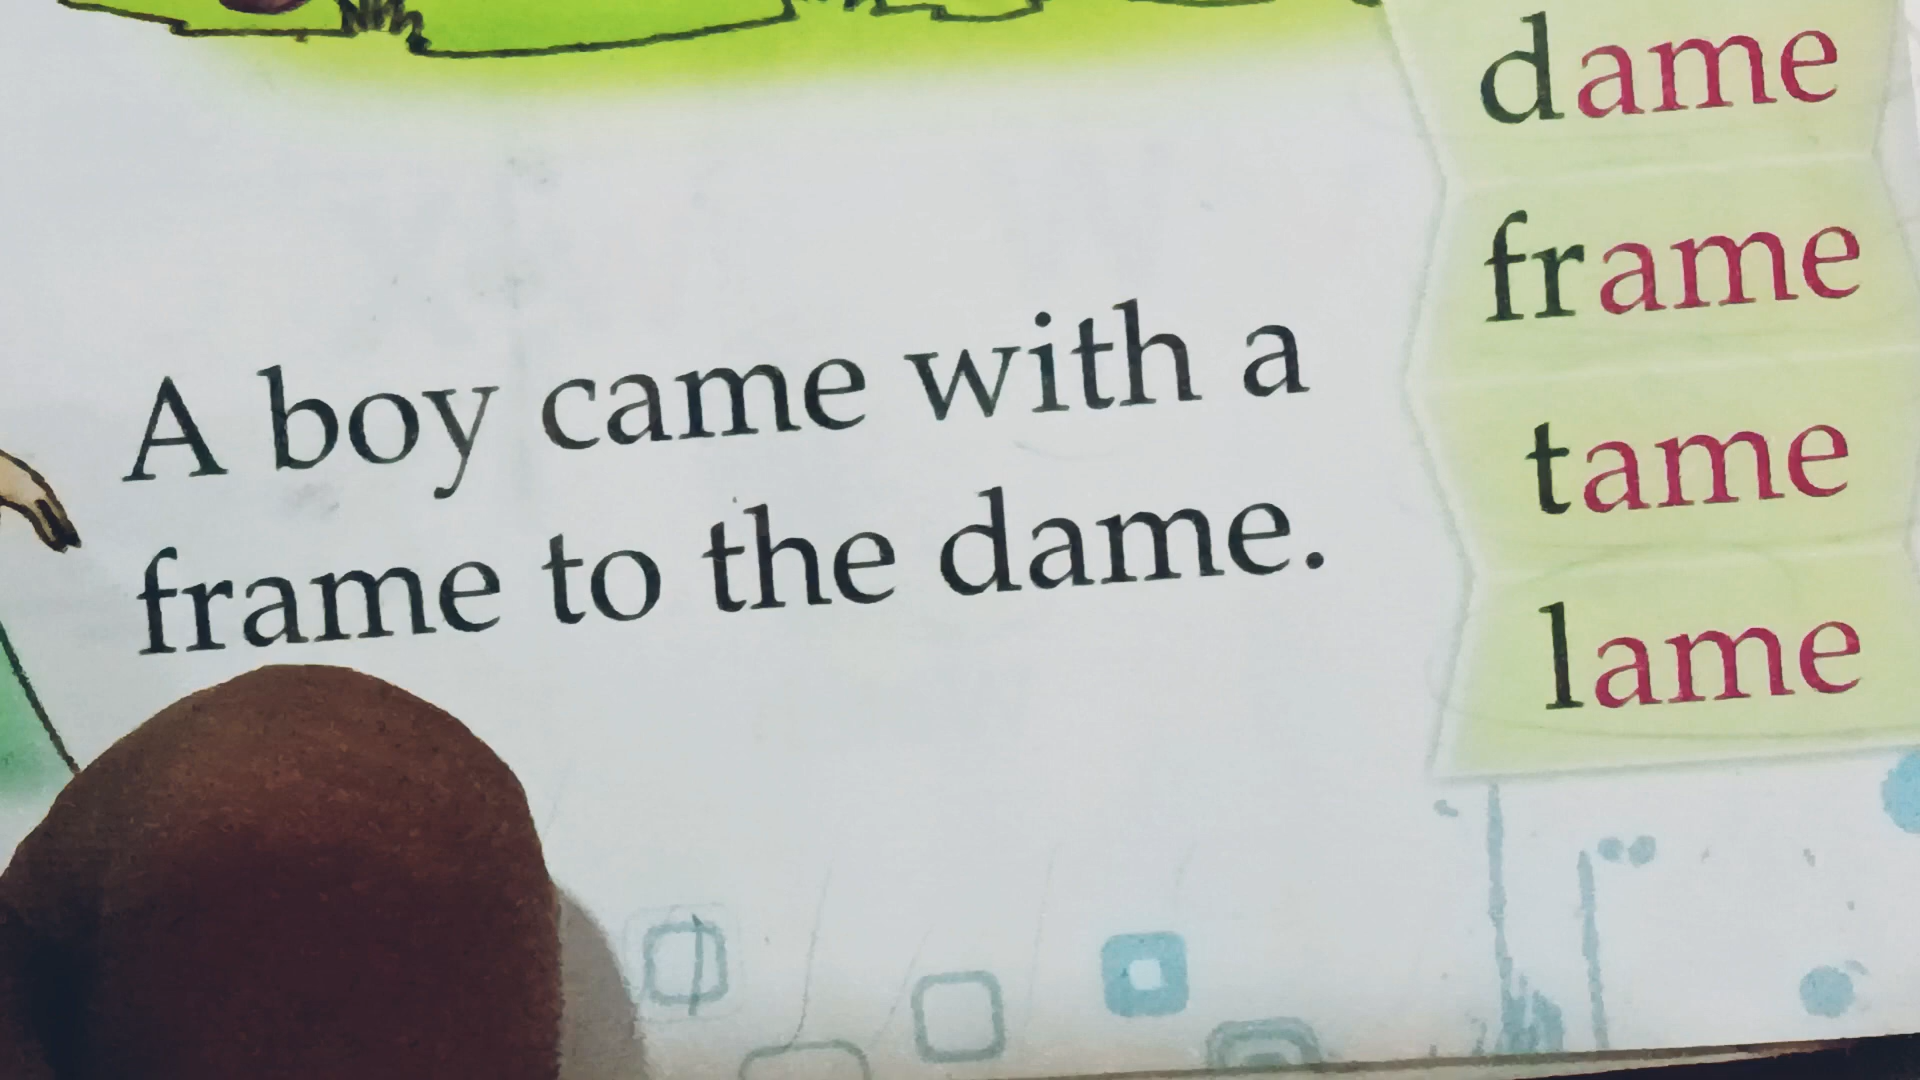 A boy came with a
frame to the dame.
dame
frame
tame
lame